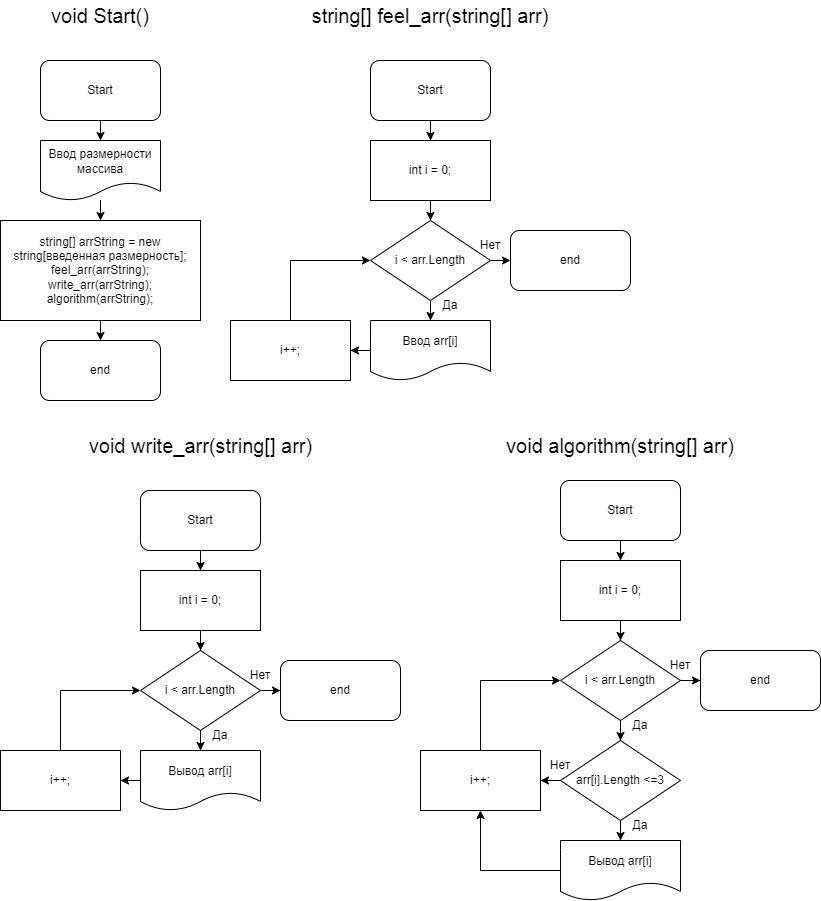 void Start()
Start
Ввод размерности
массива
string[] arrString = new
string[введенная размерность];
feel_arr(arrString);
write_arr(arrString);
algorithm(arrString);
end
string[] feel_arr(string[] arr)
Start
int i = 0;
i < arr.Length
Нет
end
Да
Ввод arr[i]
i++;
void write_arr(string[] arr)
Start
int i = 0;
i < arr.Length
Нет
end
Да
Вывод arr[i]
i++;
void algorithm(string[] arr)
Start
int i = 0;
i < arr.Length
Нет
end
Да
arr[i].Length <=3
Нет
i++;
Да
Вывод arr[i]